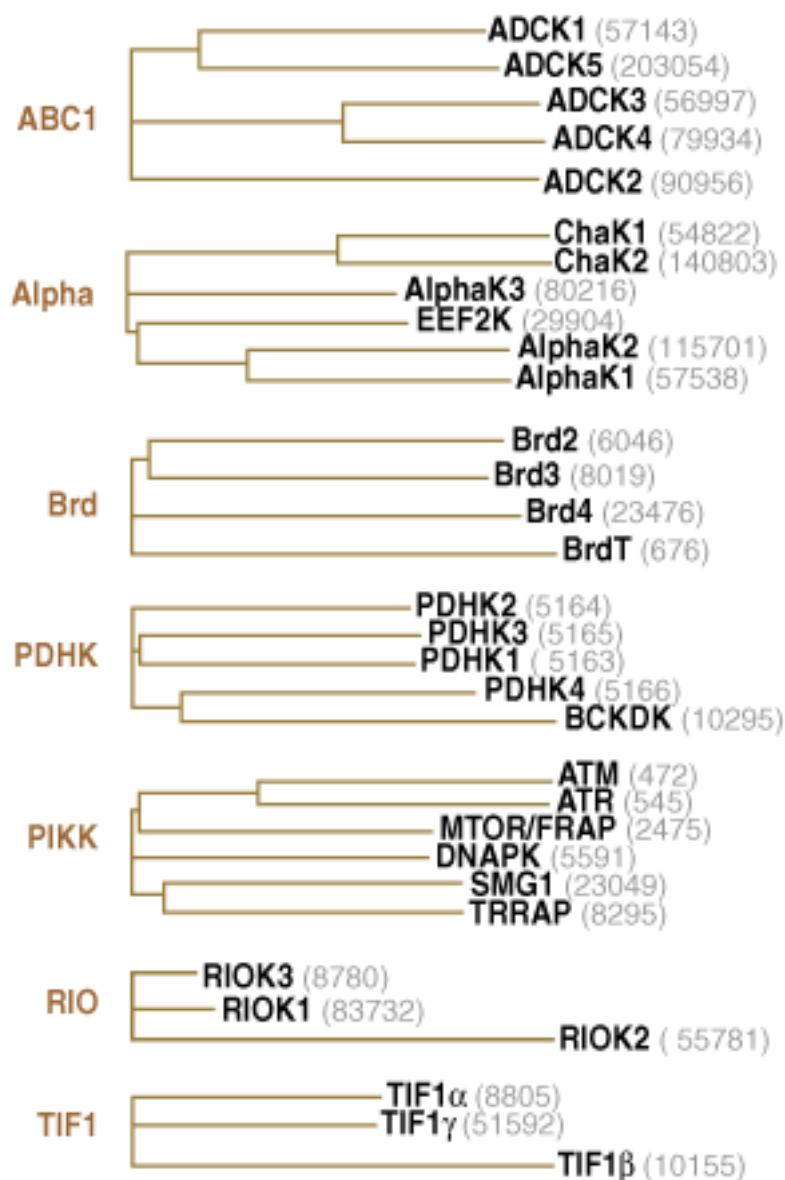 ADCK1 (57143)
ADCK5 (203054)
ADCK3 (56997)
ABC1
ADCK4 (79934)
ADCK2 (90956)
ChaK1 (54822)
ChaK2 (140803)
Alpha
AlphaK3 (80216)
EEF2K (29904)
AlphaK2 (115701)
AlphaK1 (57538)
Brd2 (6046)
Brd3 (8019)
Brd
Brd4 (23476)
BrdT (676)
PDHK2 (5164)
PDHK3 (5165)
PDHK
PDHK1 ( 5163)
PDHK4 (5166)
BCKDK (10295)
ATM (472)
ATR (545)
MTOR/FRAP (2475)
PIKK
DNAPK (5591)
SMG1 (23049)
TRRAP (8295)
RIOK3 (8780)
RIO
RIOK1 (83732)
RIOK2 ( 55781)
TIF1α (8805)
TIF1
TIF1γ (51592)
TIF1β (10155)